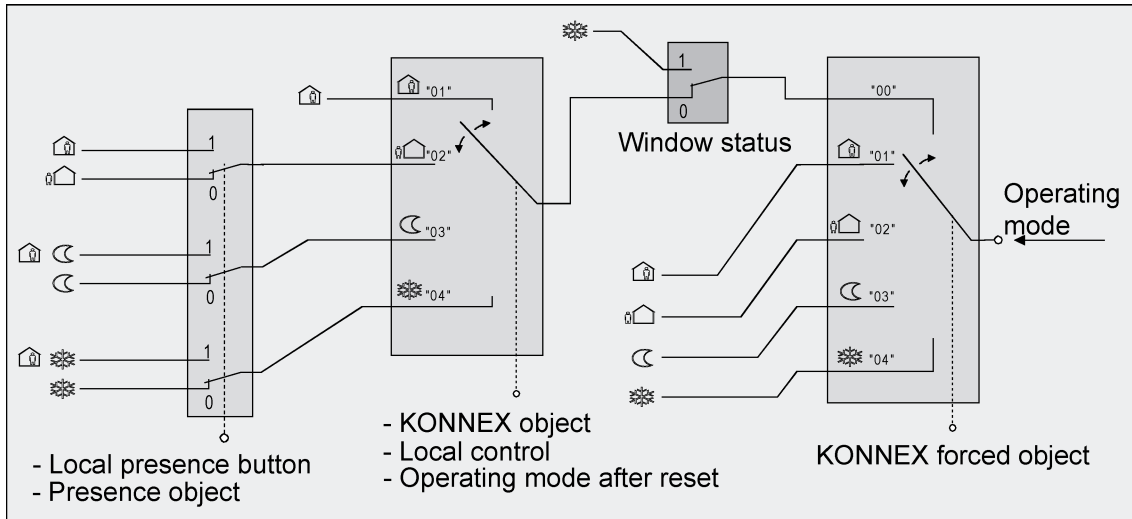 1
0
1
0
1
0
- Local presence button
- Presence object
"01"
"02"
"03"
"04"
- KONNEX object
- Local control
- Operating mode after reset
1
0
Window status
"00"
"01"
"02"
"03"
"04"
KONNEX forced object
Operating
mode